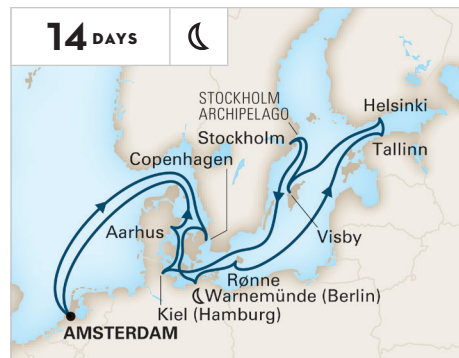 14 DAYS
STOCKHOLM
ARCHIPELAGO
Stockholm
Helsinki
Tallinn
Copenhagen
Aarhus
Visby
Rønne
Warnemünde (Berlin)
Kiel (Hamburg)
AMSTERDAM